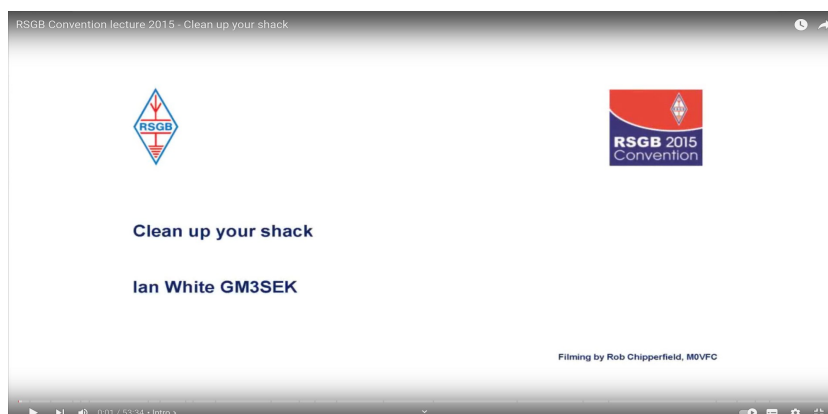 RSGB Convention lecture 2015 - Clean up your shack
RSGB
RSGB 2015
Convention
Clean up your shack
Ian White GM3SEK
Filming by Rob Chipperfield, M0VFC
0:01 / 53:34 • Intro